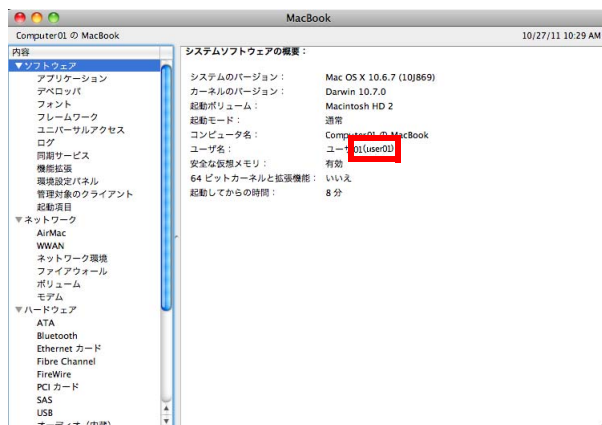 MacBook
Computer01 の MacBook
10/27/11 10:29 AM
内容
▼ソフトウェア
アプリケーション
デベロッパ
フォント
フレームワーク
ユニバーサルアクセス
ログ
同期サービス
機能拡張
環境設定パネル
管理対象のクライアント
起動項目
▼ネットワーク
AirMac
WWAN
ネットワーク環境
ファイアウォール
ボリューム
モデム
▼ハードウェア
ATA
Bluetooth
Ethernet カード
Fibre Channel
FireWire
PCI カード
SAS
USB
オーディオ（内蔵）
システムソフトウェアの概要：
システムのバージョン： Mac OS X 10.6.7 (10J869)
カーネルのバージョン： Darwin 10.7.0
起動ボリューム： Macintosh HD 2
起動モード： 通常
コンピュータ名： Computer01 の MacBook
ユーザ名： ユーザ01(user01)
安全な仮想メモリ： 有効
64 ビットカーネルと拡張機能： いいえ
起動してからの時間： 8 分